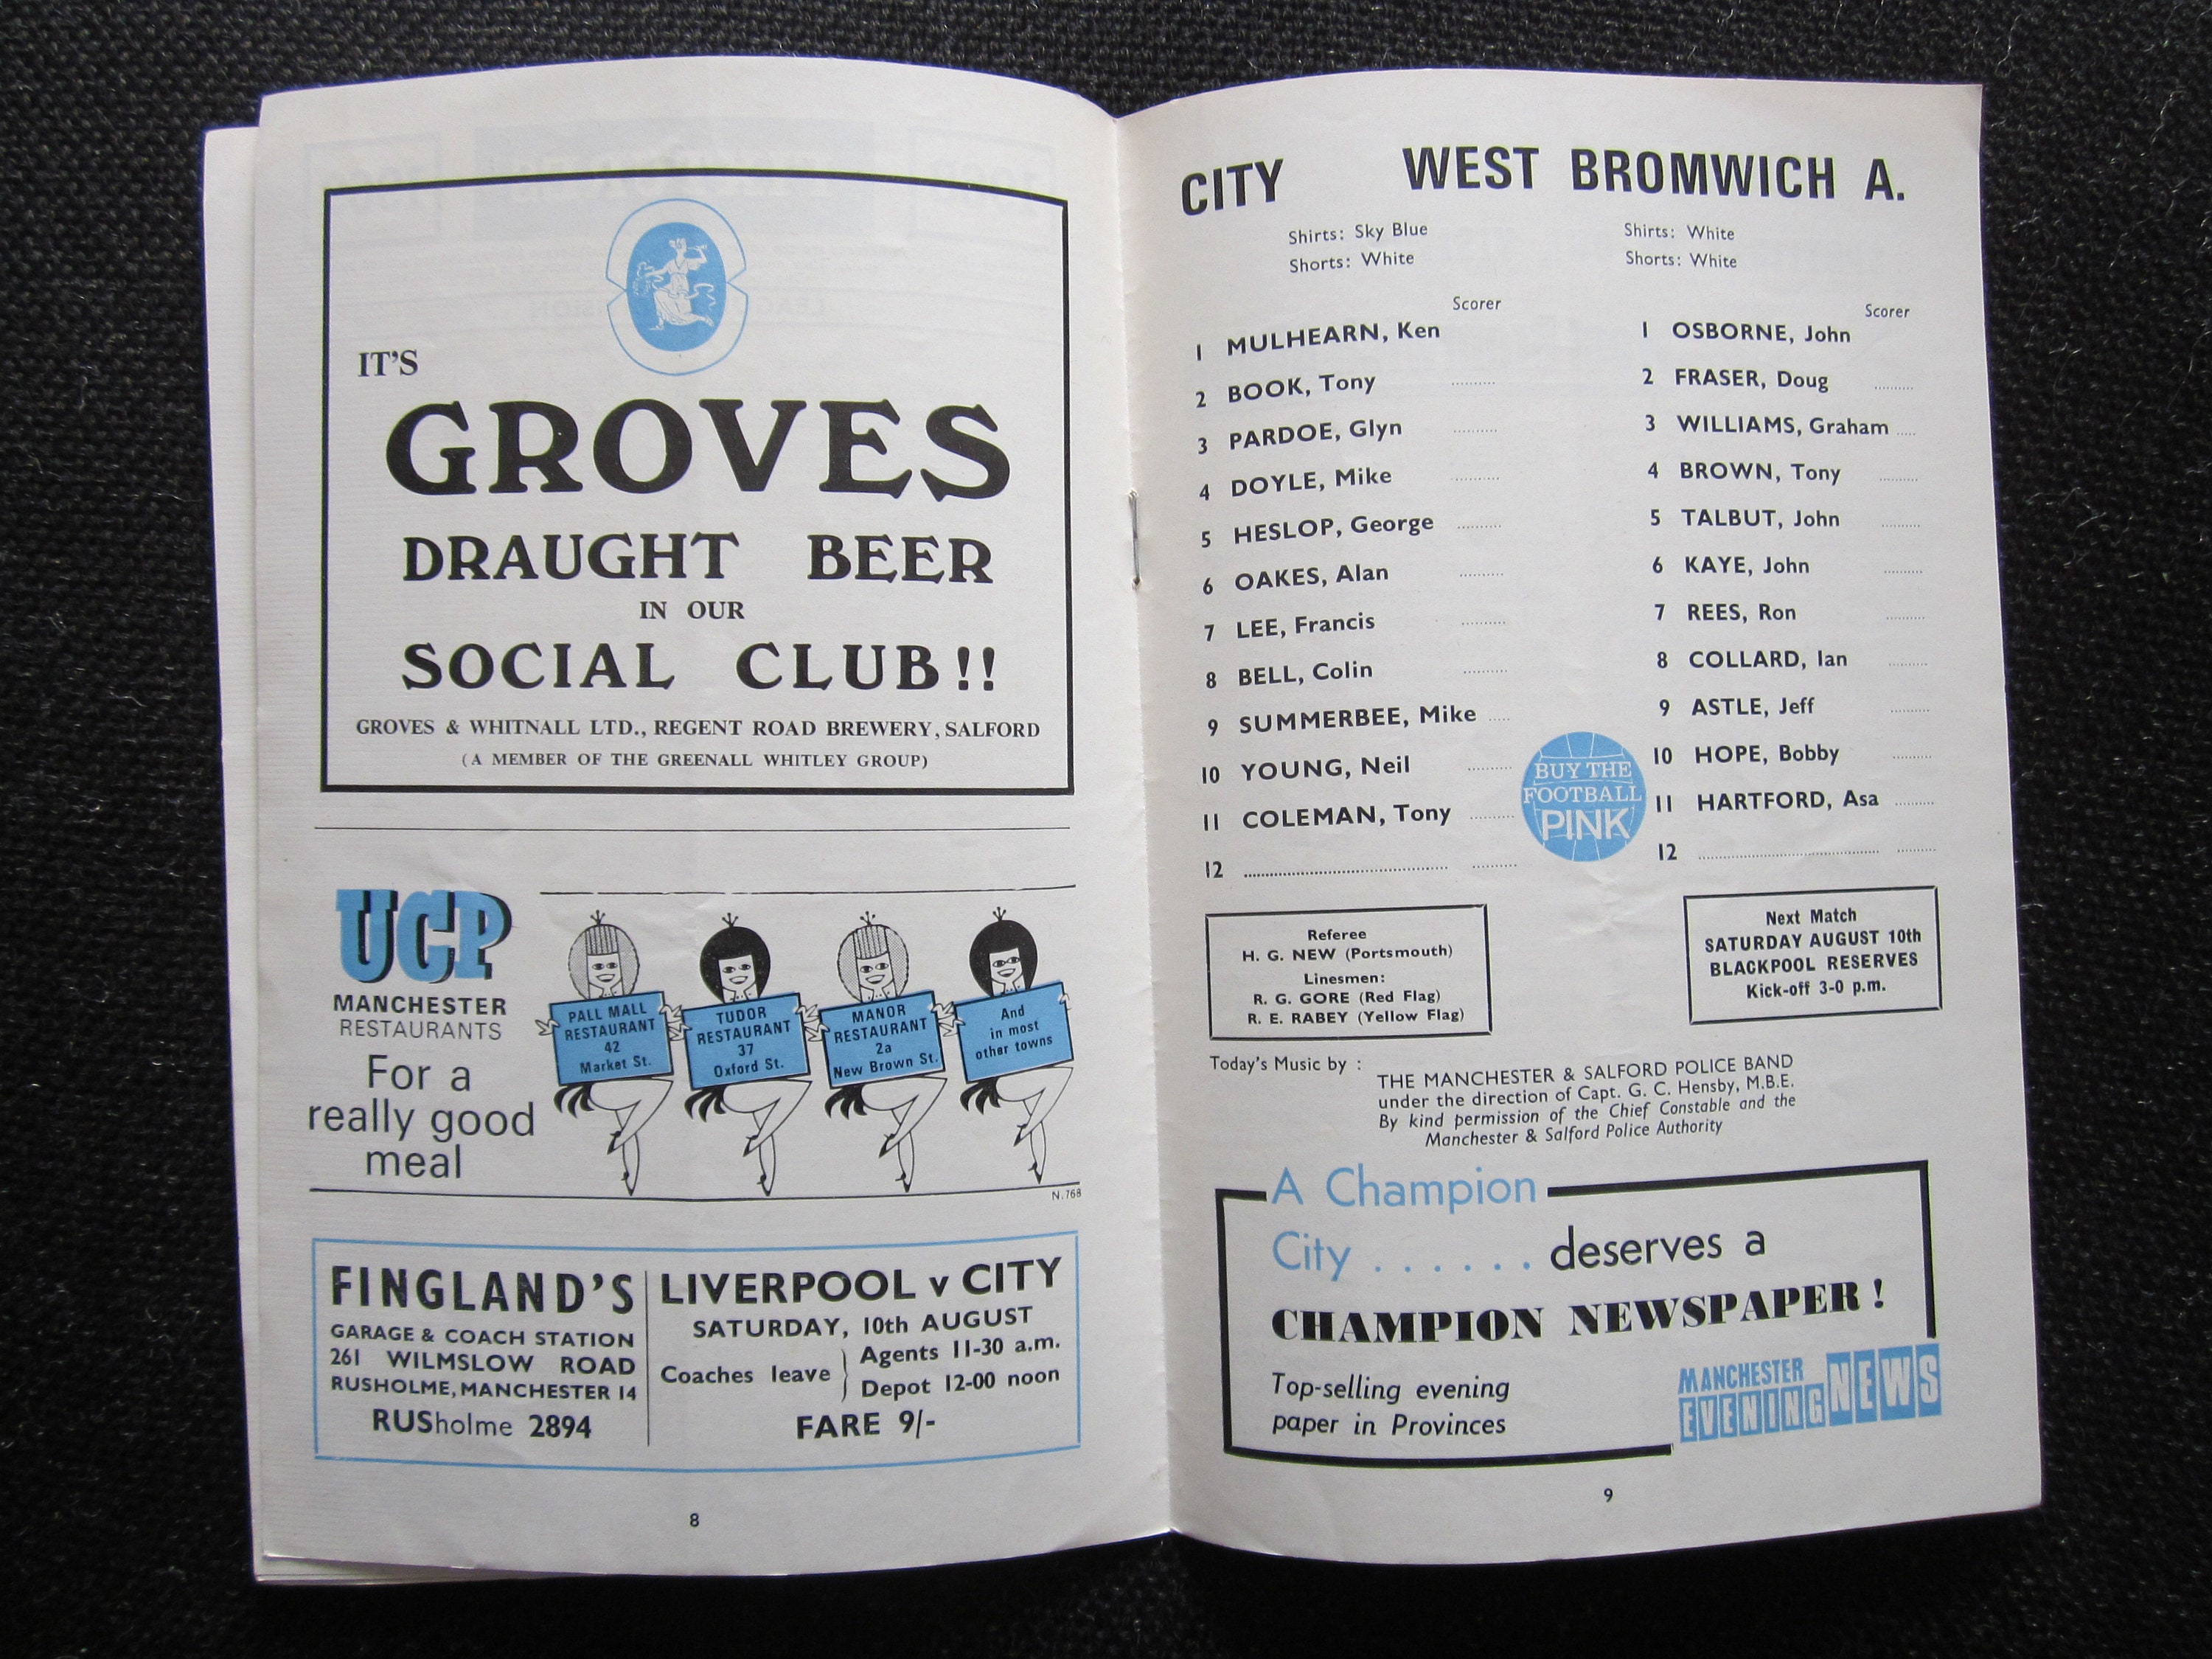 IT'S
GROVES
DRAUGHT BEER
IN OUR
SOCIAL CLUB!!
GROVES & WHITNALL LTD., REGENT ROAD BREWERY, SALFORD
(A MEMBER OF THE GREENALL WHITLEY GROUP)
UCP
MANCHESTER
RESTAURANTS
For a
really good
meal
PALL MALL
RESTAURANT
42
Market St.
TUDOR
RESTAURANT
37
Oxford St.
MANOR
RESTAURANT
2a
New Brown St.
And
in most
other towns
N.768
FINGLAND'S
GARAGE & COACH STATION
261 WILMSLOW ROAD
RUSHOLME, MANCHESTER 14
RUSholme 2894
LIVERPOOL v CITY
SATURDAY, 10th AUGUST
Coaches leave
Agents 11-30 a.m.
Depot 12-00 noon
FARE 9/-
8
CITY
Shirts: Sky Blue
Shorts: White
Scorer
1 MULHEARN, Ken
2 BOOK, Tony ..........
3 PARDOE, Glyn ..........
4 DOYLE, Mike ..........
5 HESLOP, George ..........
6 OAKES, Alan ..........
7 LEE, Francis ..........
8 BELL, Colin ..........
9 SUMMERBEE, Mike .....
10 YOUNG, Neil ..........
11 COLEMAN, Tony ..........
12 .......... ..........
WEST BROMWICH A.
Shirts: White
Shorts: White
Scorer
1 OSBORNE, John
2 FRASER, Doug ..........
3 WILLIAMS, Graham .....
4 BROWN, Tony ..........
5 TALBUT, John ..........
6 KAYE, John ..........
7 REES, Ron ..........
8 COLLARD, Ian ..........
9 ASTLE, Jeff ..........
10 HOPE, Bobby ..........
11 HARTFORD, Asa ..........
12 .......... ..........
BUY THE
FOOTBALL
PINK
Referee
H. G. NEW (Portsmouth)
Linesmen:
R. G. GORE (Red Flag)
R. E. RABEY (Yellow Flag)
Next Match
SATURDAY AUGUST 10th
BLACKPOOL RESERVES
Kick-off 3-0 p.m.
Today's Music by :
THE MANCHESTER & SALFORD POLICE BAND
under the direction of Capt. G. C. Hensby, M.B.E.
By kind permission of the Chief Constable and the
Manchester & Salford Police Authority
A Champion
City . . . . . . deserves a
CHAMPION NEWSPAPER !
Top-selling evening
paper in Provinces
MANCHESTER
EVENING NEWS
9